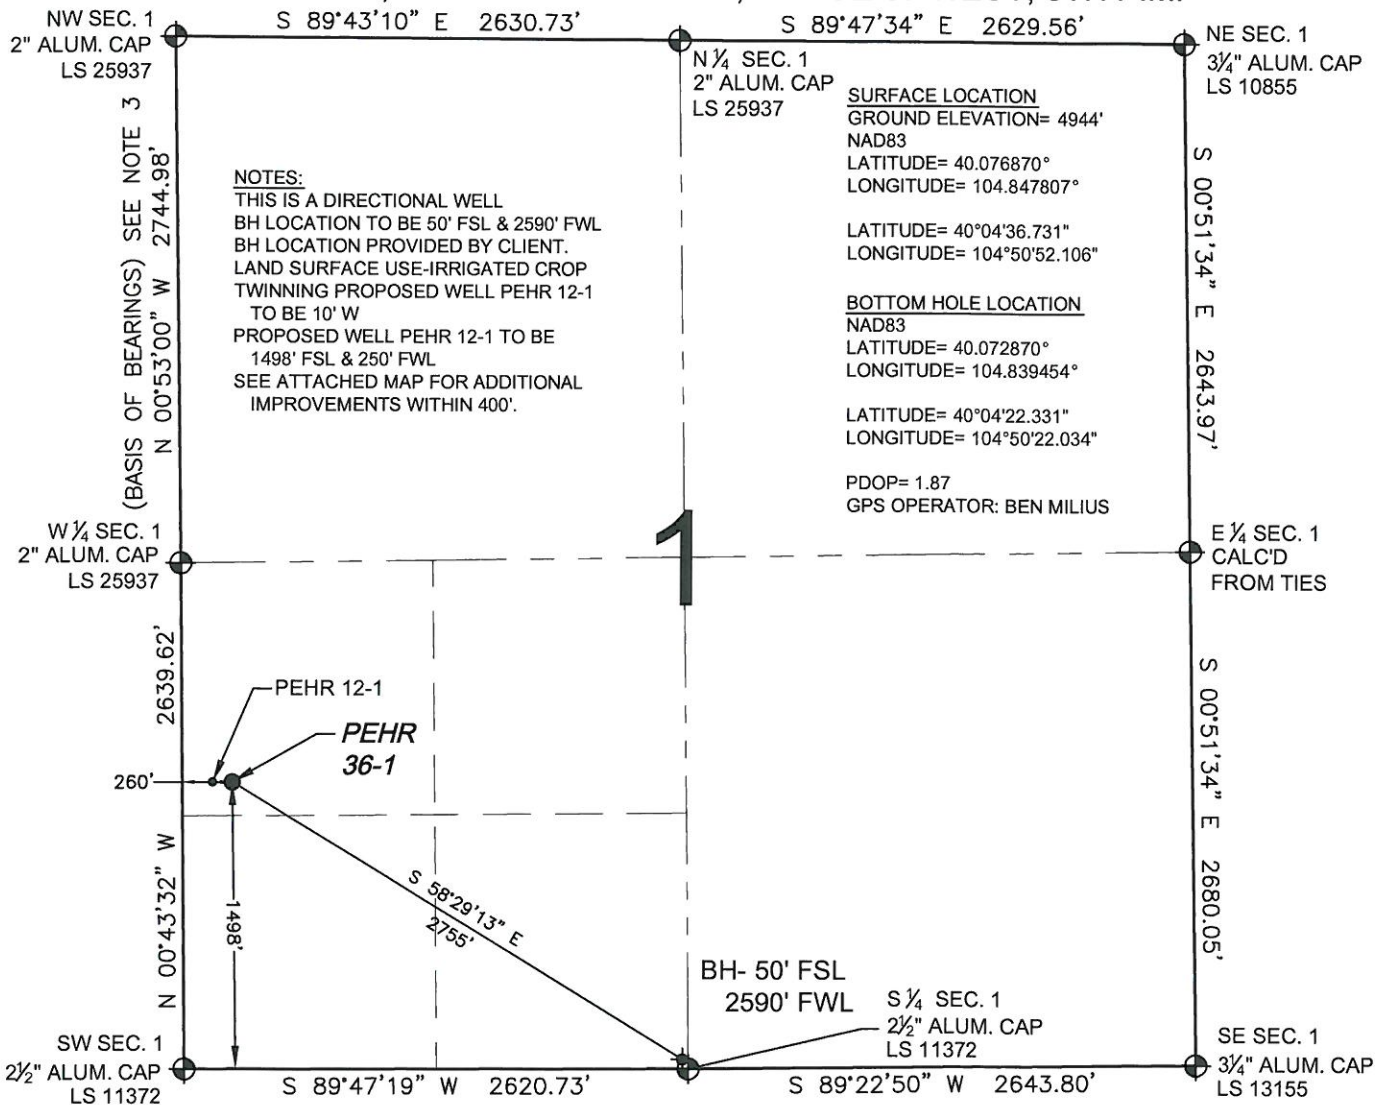 NW SEC. 1
2" ALUM. CAP
LS 25937
S 89°43'10" E 2630.73'
N ¼ SEC. 1
2" ALUM. CAP
LS 25937
S 89°47'34" E 2629.56'
NE SEC. 1
3¼" ALUM. CAP
LS 10855
(BASIS OF BEARINGS) SEE NOTE 3
N 00°53'00" W 2744.98'
NOTES:
THIS IS A DIRECTIONAL WELL
BH LOCATION TO BE 50' FSL & 2590' FWL
BH LOCATION PROVIDED BY CLIENT.
LAND SURFACE USE-IRRIGATED CROP
TWINNING PROPOSED WELL PEHR 12-1
TO BE 10' W
PROPOSED WELL PEHR 12-1 TO BE
1498' FSL & 250' FWL
SEE ATTACHED MAP FOR ADDITIONAL
IMPROVEMENTS WITHIN 400'.
SURFACE LOCATION
GROUND ELEVATION= 4944'
NAD83
LATITUDE= 40.076870°
LONGITUDE= 104.847807°
LATITUDE= 40°04'36.731"
LONGITUDE= 104°50'52.106"
BOTTOM HOLE LOCATION
NAD83
LATITUDE= 40.072870°
LONGITUDE= 104.839454°
LATITUDE= 40°04'22.331"
LONGITUDE= 104°50'22.034"
PDOP= 1.87
GPS OPERATOR: BEN MILIUS
S 00°51'34" E 2643.97'
W ¼ SEC. 1
2" ALUM. CAP
LS 25937
1
E ¼ SEC. 1
CALC'D
FROM TIES
N 00°43'32" W 2639.62'
PEHR 12-1
PEHR
36-1
260'
1498'
S 58°29'13" E
2755'
S 00°51'34" E 2680.05'
BH- 50' FSL
2590' FWL
S ¼ SEC. 1
2½" ALUM. CAP
LS 11372
SW SEC. 1
2½" ALUM. CAP
LS 11372
S 89°47'19" W 2620.73'
S 89°22'50" W 2643.80'
SE SEC. 1
3¼" ALUM. CAP
LS 13155